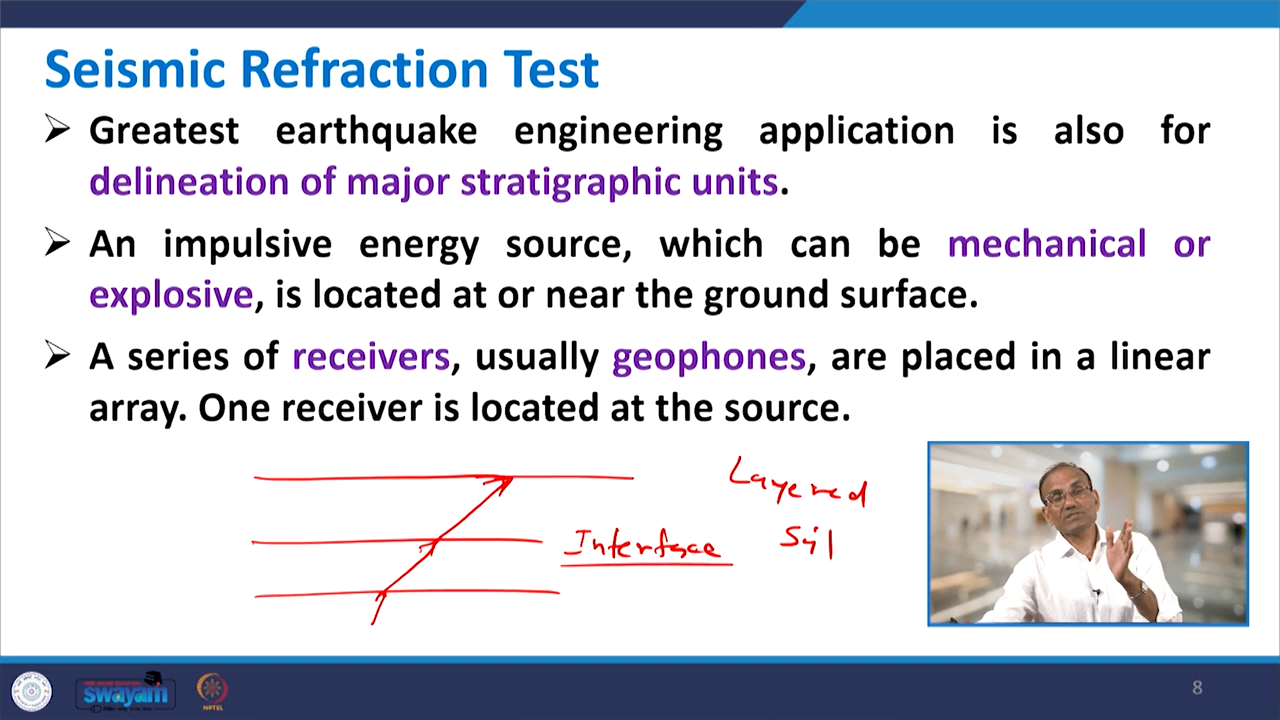 Seismic Refraction Test
➢ Greatest earthquake engineering application is also for
delineation of major stratigraphic units.
➢ An impulsive energy source, which can be mechanical or
explosive, is located at or near the ground surface.
➢ A series of receivers, usually geophones, are placed in a linear
array. One receiver is located at the source.
Layered
Interface
Soil
swayam
NPTEL
8